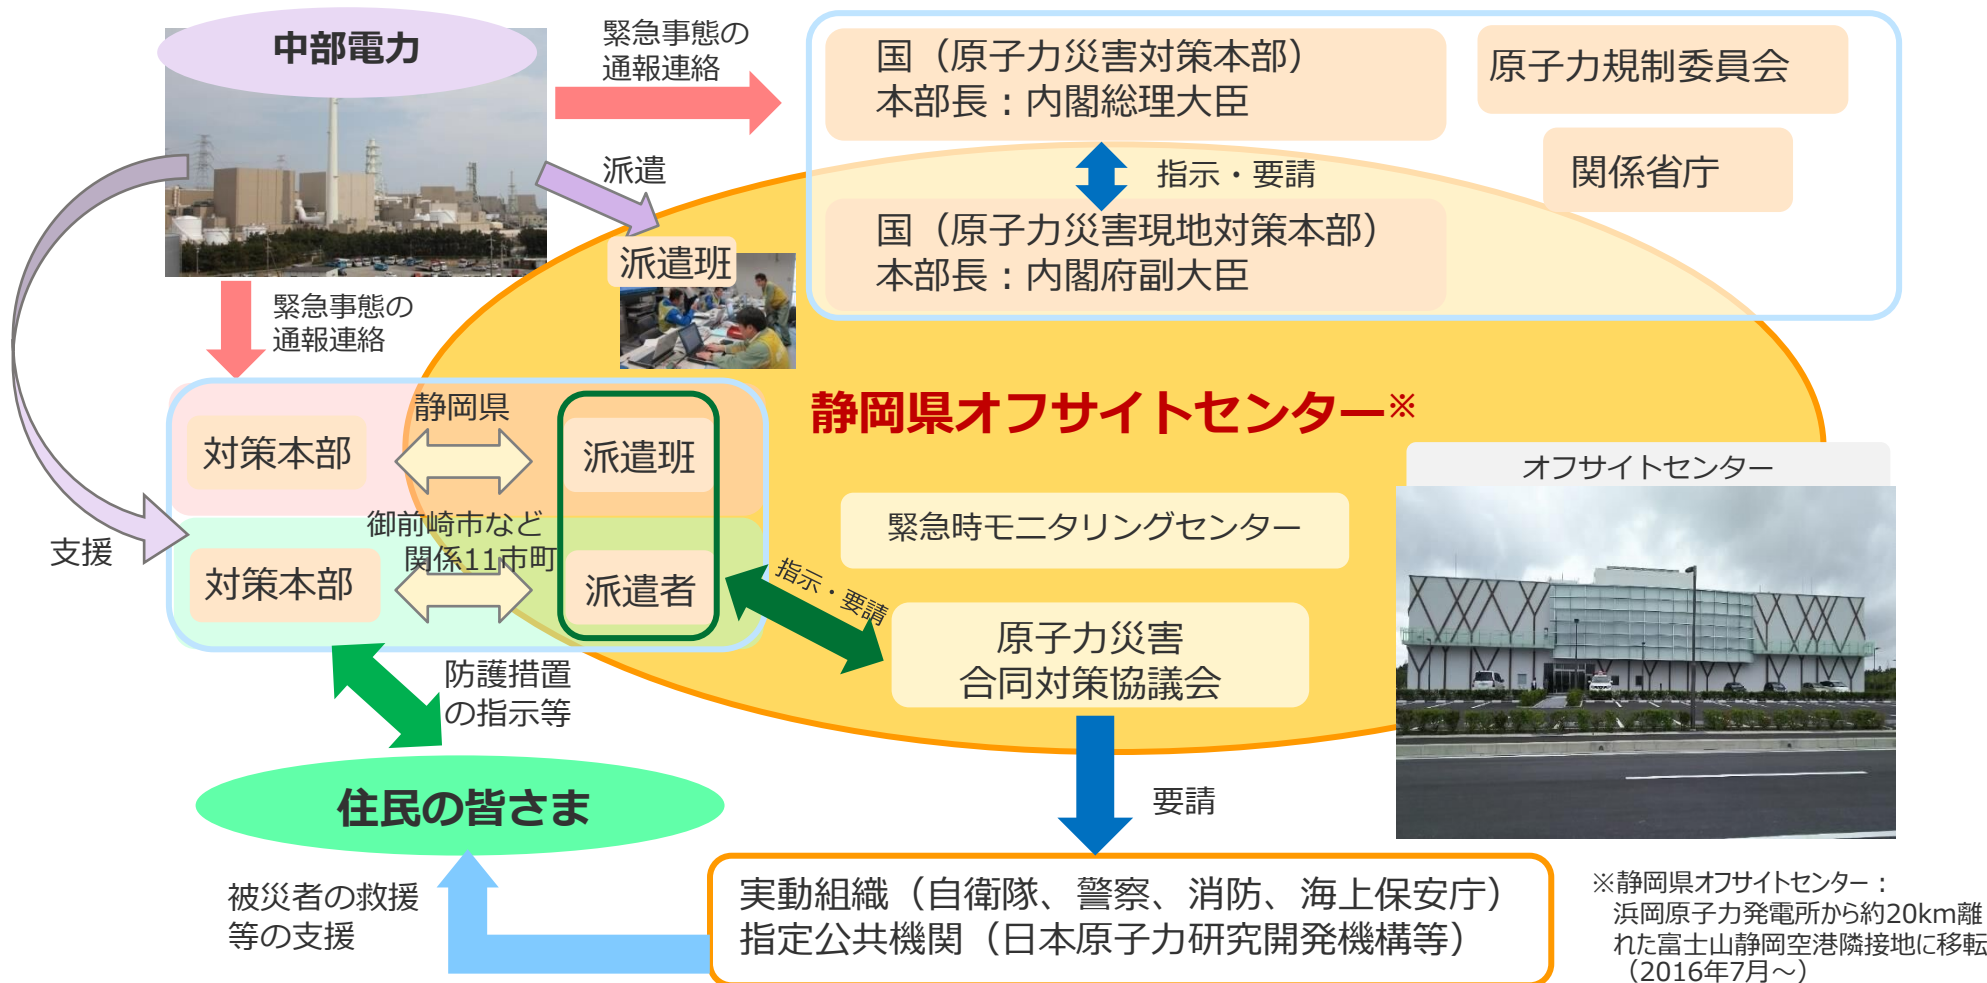 中部電力
緊急事態の
通報連絡
国（原子力災害対策本部）
本部長：内閣総理大臣
原子力規制委員会
関係省庁
指示・要請
国（原子力災害現地対策本部）
本部長：内閣府副大臣
派遣
派遣班
緊急事態の
通報連絡
静岡県オフサイトセンター※
静岡県
対策本部
派遣班
御前崎市など
関係11市町
対策本部
派遣者
支援
オフサイトセンター
緊急時モニタリングセンター
指示・要請
原子力災害
合同対策協議会
防護措置
の指示等
住民の皆さま
要請
被災者の救援
等の支援
実動組織（自衛隊、警察、消防、海上保安庁）
指定公共機関（日本原子力研究開発機構等）
※静岡県オフサイトセンター：
浜岡原子力発電所から約20km離
れた富士山静岡空港隣接地に移転
（2016年7月～）